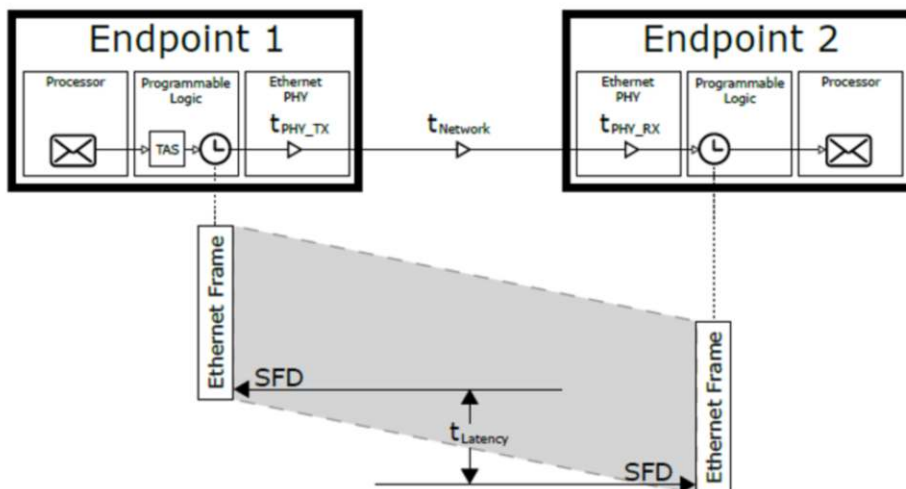 Endpoint 1
Processor
Programmable
Logic
Ethernet
PHY
TAS
tPHY_TX
tNetwork
Endpoint 2
Ethernet
PHY
Programmable
Logic
Processor
tPHY_RX
Ethernet Frame
SFD
tLatency
SFD
Ethernet Frame